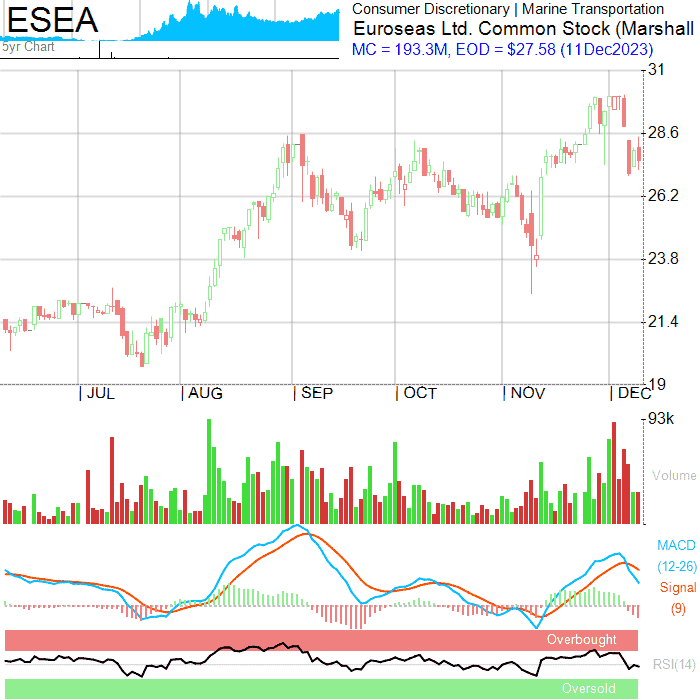 ESEA
5yr Chart
Consumer Discretionary | Marine Transportation
Euroseas Ltd. Common Stock (Marshall
MC = 193.3M, EOD = $27.58 (11Dec2023)
31
28.6
26.2
23.8
21.4
19
JUL AUG SEP OCT NOV DEC
93k
Volume
MACD
(12-26)
Signal
(9)
Overbought
RSI(14)
Oversold